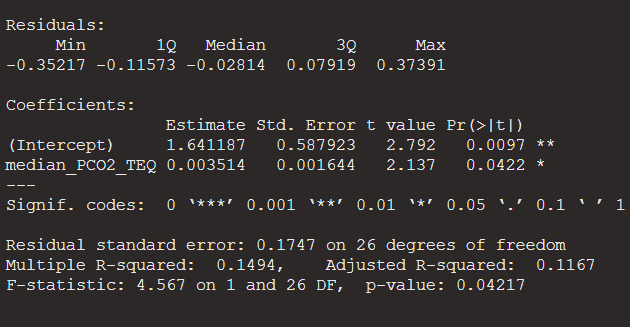 Residuals:
     Min       1Q   Median       3Q      Max
-0.35217 -0.11573 -0.02814  0.07919  0.37391
Coefficients:
                Estimate Std. Error t value Pr(>|t|)
(Intercept)     1.641187   0.587923   2.792   0.0097 **
median_PCO2_TEQ 0.003514   0.001644   2.137   0.0422 *
---
Signif. codes:  0 ‘***’ 0.001 ‘**’ 0.01 ‘*’ 0.05 ‘.’ 0.1 ‘ ’ 1
Residual standard error: 0.1747 on 26 degrees of freedom
Multiple R-squared:  0.1494,    Adjusted R-squared:  0.1167
F-statistic: 4.567 on 1 and 26 DF,  p-value: 0.04217